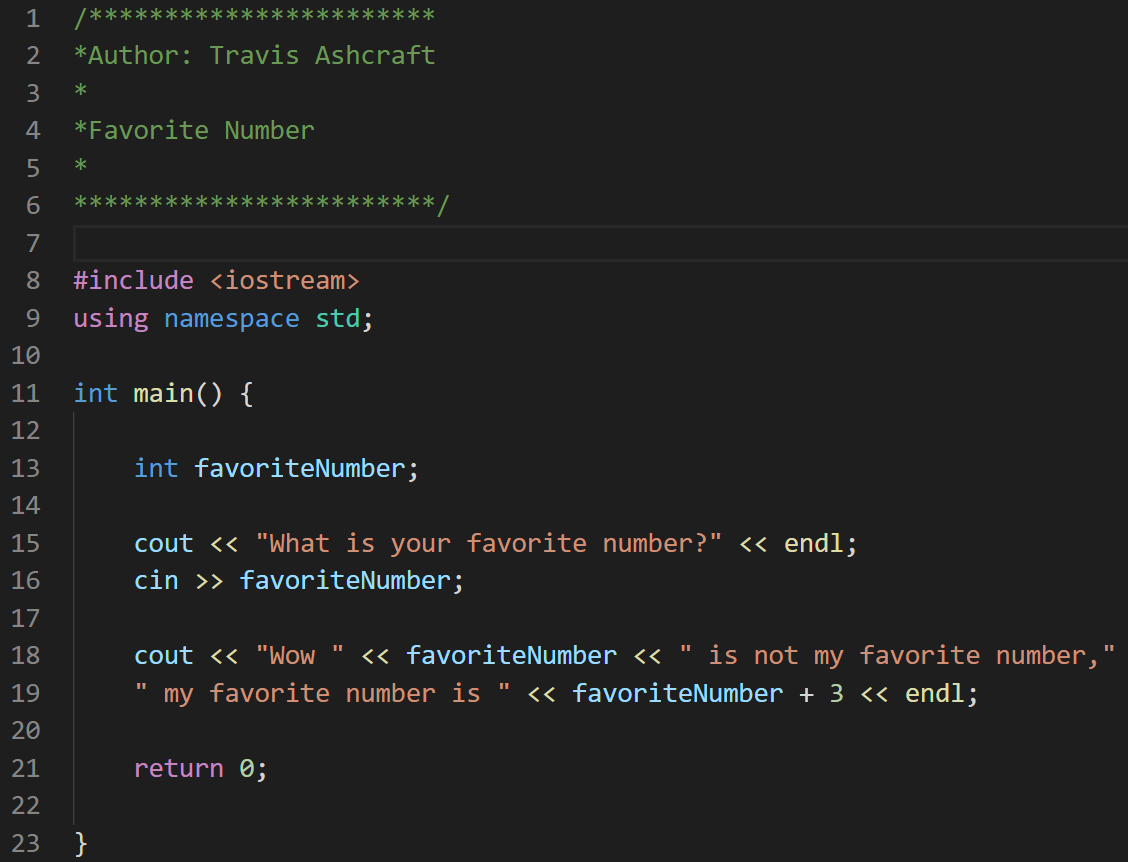 1 /***********************
2 *Author: Travis Ashcraft
3 *
4 *Favorite Number
5 *
6 ************************/
7
8 #include <iostream>
9 using namespace std;
10
11 int main() {
12
13     int favoriteNumber;
14
15     cout << "What is your favorite number?" << endl;
16     cin >> favoriteNumber;
17
18     cout << "Wow " << favoriteNumber << " is not my favorite number,"
19     " my favorite number is " << favoriteNumber + 3 << endl;
20
21     return 0;
22
23 }